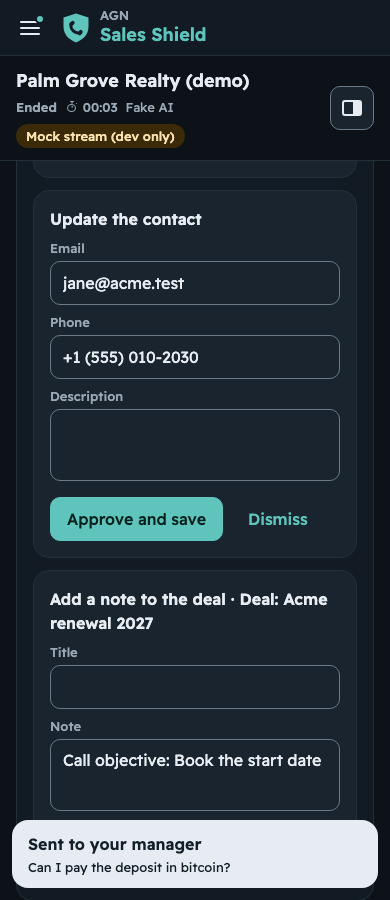 AGN
Sales Shield
Palm Grove Realty (demo)
Ended 00:03 Fake AI
Mock stream (dev only)
Update the contact
Email
jane@acme.test
Phone
+1 (555) 010-2030
Description
Approve and save Dismiss
Add a note to the deal · Deal: Acme
renewal 2027
Title
Note
Call objective: Book the start date
Sent to your manager
Can I pay the deposit in bitcoin?